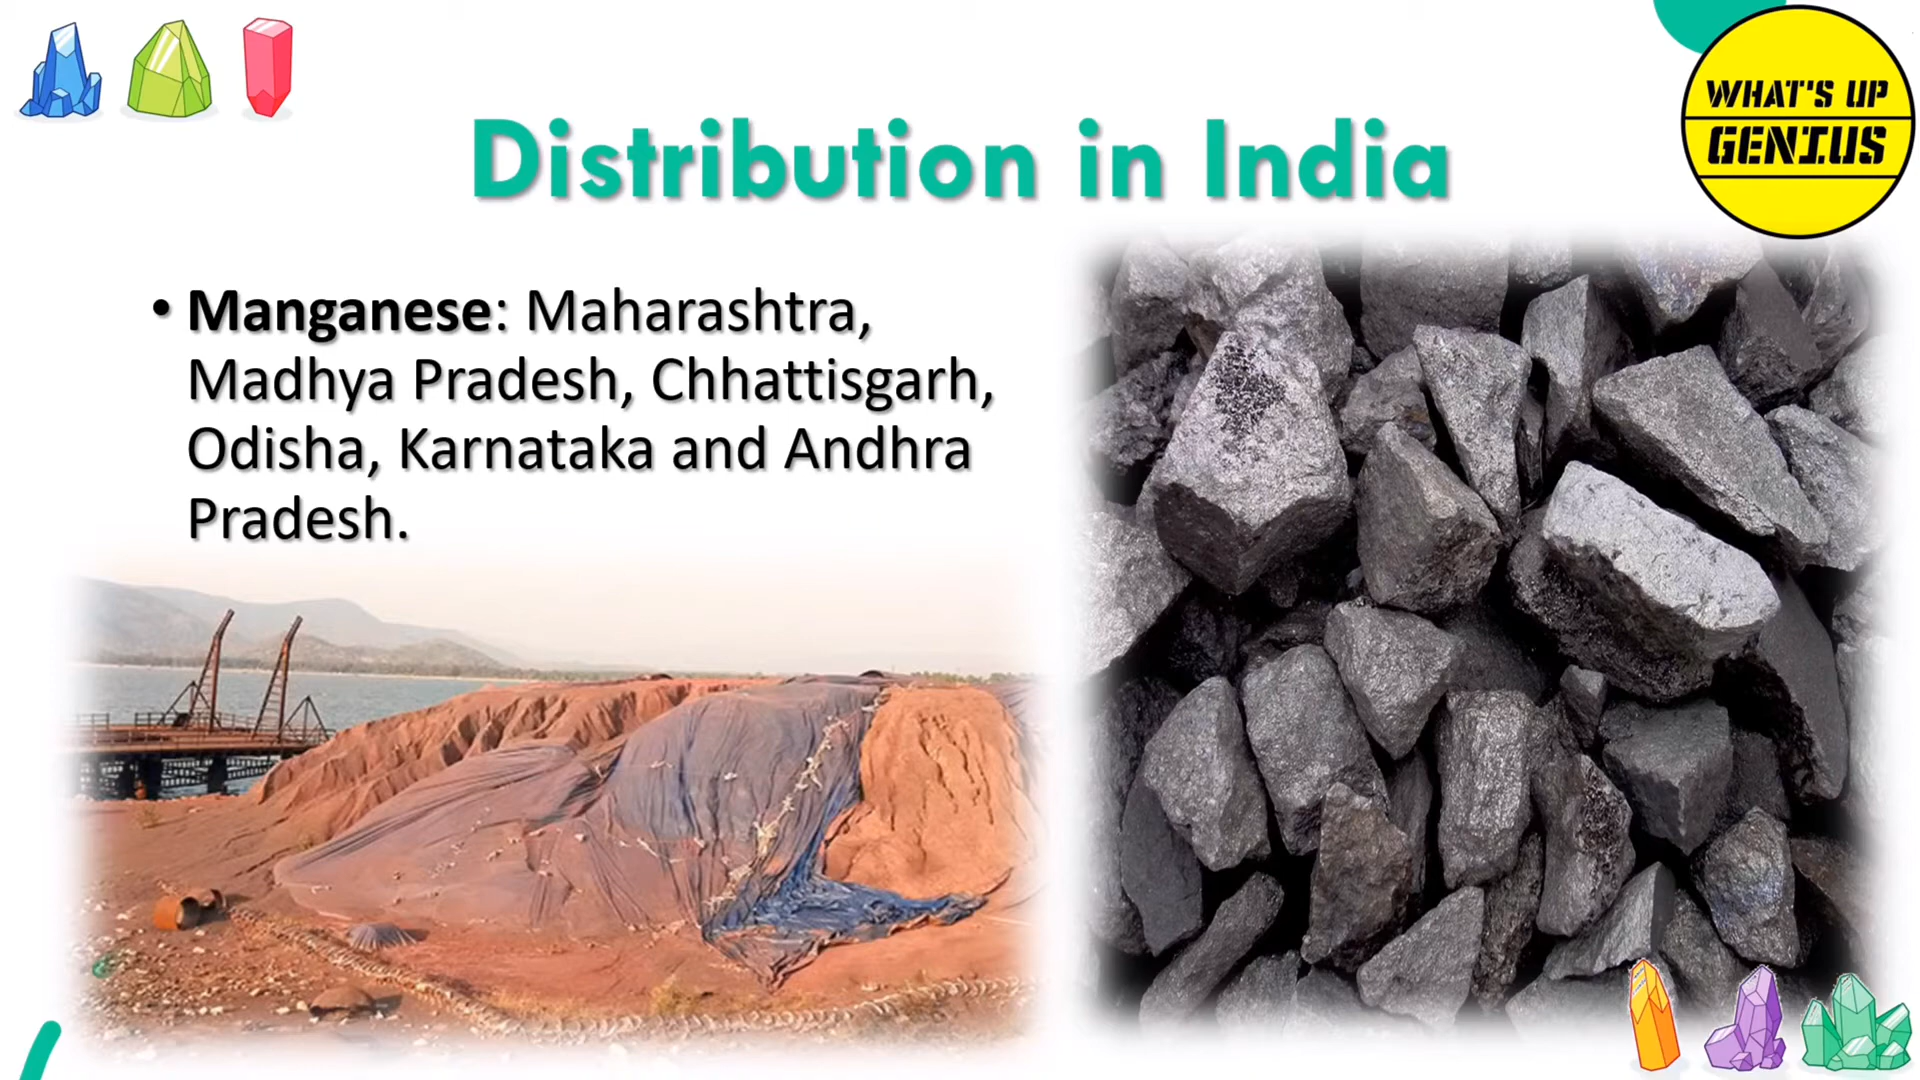 WHAT'S UP
GENIUS
Distribution in India
• Manganese: Maharashtra,
Madhya Pradesh, Chhattisgarh,
Odisha, Karnataka and Andhra
Pradesh.